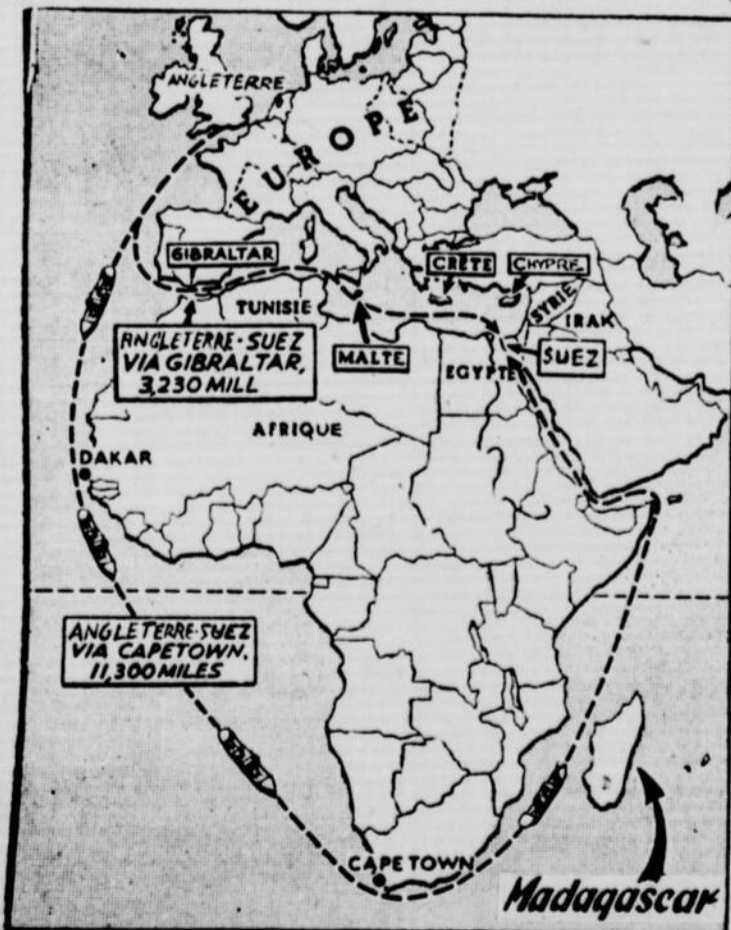 ANGLETERRE
EUROPE
GIBRALTAR
CRÊTE
CHYPRE
TUNISIE
SYRIE
IRAK
ANGLETERRE-SUEZ
VIA GIBRALTAR,
3,230 MILL
MALTE
EGYPTE
SUEZ
AFRIQUE
DAKAR
ANGLETERRE-SUEZ
VIA CAPETOWN,
11,300 MILES
CAPE TOWN
Madagascar